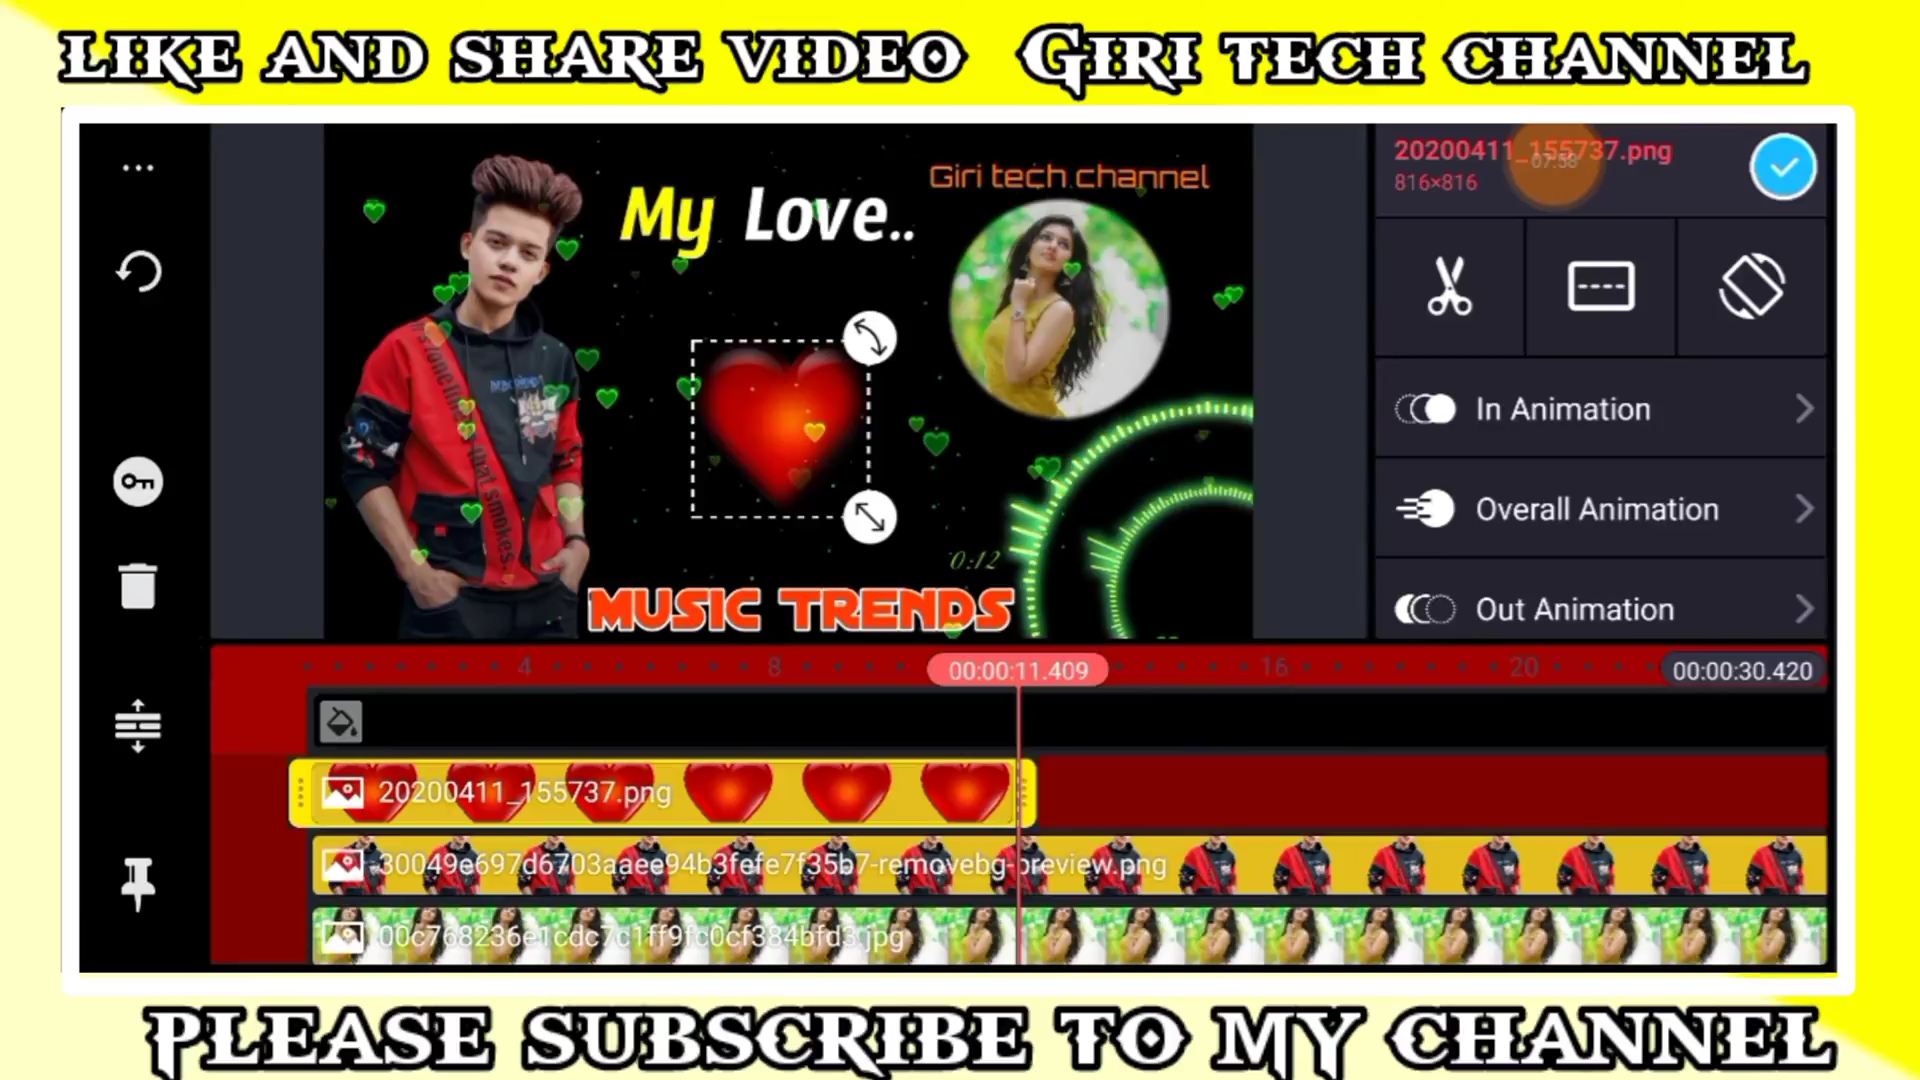 LIKE AND SHARE VIDEO GIRI TECH CHANNEL
20200411_155737.png
07:58
816×816
Giri tech channel
My Love..
In Animation
Overall Animation
Out Animation
0:12
MUSIC TRENDS
4 8 00:00:11.409 16 20 00:00:30.420
20200411_155737.png
-30049e697d6703aaee94b3fefe7f35b7-removebg-preview.png
00c768236e1cdc7c1ff9fc0cf384bfd3.jpg
PLEASE SUBSCRIBE TO MY CHANNEL